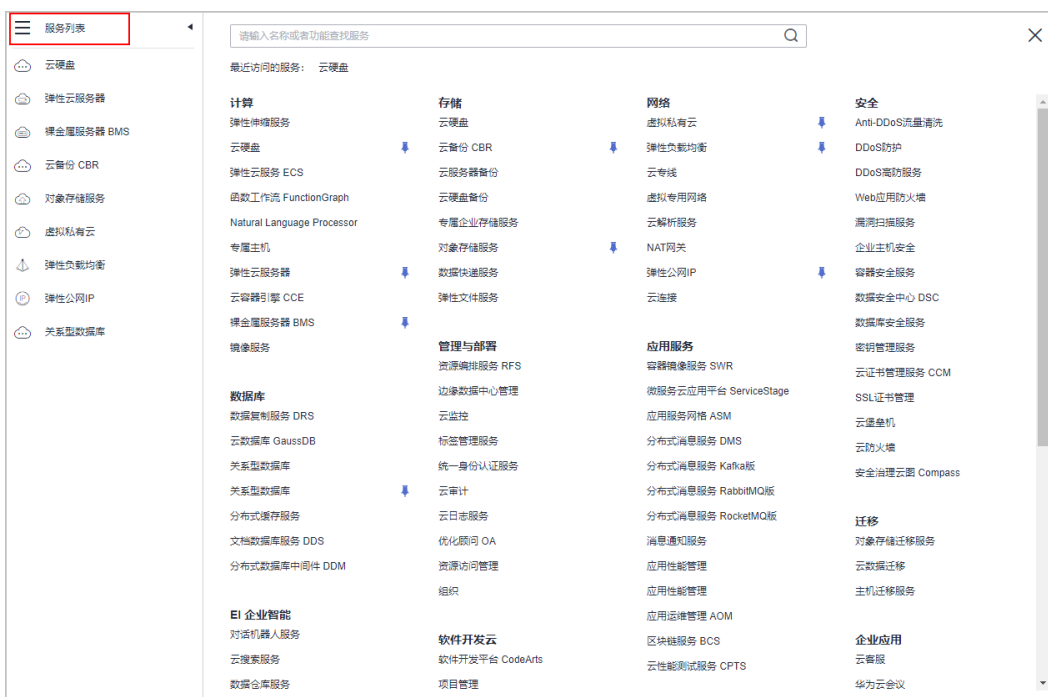 服务列表
云硬盘
弹性云服务器
裸金属服务器 BMS
云备份 CBR
对象存储服务
虚拟私有云
弹性负载均衡
弹性公网IP
关系型数据库
请输入名称或者功能查找服务
最近访问的服务： 云硬盘
计算
弹性伸缩服务
云硬盘
弹性云服务 ECS
函数工作流 FunctionGraph
Natural Language Processor
专属主机
弹性云服务器
云容器引擎 CCE
裸金属服务器 BMS
镜像服务
数据库
数据复制服务 DRS
云数据库 GaussDB
关系型数据库
关系型数据库
分布式缓存服务
文档数据库服务 DDS
分布式数据库中间件 DDM
EI 企业智能
对话机器人服务
云搜索服务
数据仓库服务
存储
云硬盘
云备份 CBR
云服务器备份
云硬盘备份
专属企业存储服务
对象存储服务
数据快递服务
弹性文件服务
管理与部署
资源编排服务 RFS
边缘数据中心管理
云监控
标签管理服务
统一身份认证服务
云审计
云日志服务
优化顾问 OA
资源访问管理
组织
软件开发云
软件开发平台 CodeArts
项目管理
网络
虚拟私有云
弹性负载均衡
云专线
虚拟专用网络
云解析服务
NAT网关
弹性公网IP
云连接
应用服务
容器镜像服务 SWR
微服务云应用平台 ServiceStage
应用服务网格 ASM
分布式消息服务 DMS
分布式消息服务 Kafka版
分布式消息服务 RabbitMQ版
分布式消息服务 RocketMQ版
消息通知服务
应用性能管理
应用性能管理
应用运维管理 AOM
区块链服务 BCS
云性能测试服务 CPTS
安全
Anti-DDoS流量清洗
DDoS防护
DDoS高防服务
Web应用防火墙
漏洞扫描服务
企业主机安全
容器安全服务
数据安全中心 DSC
数据库安全服务
密钥管理服务
云证书管理服务 CCM
SSL证书管理
云堡垒机
云防火墙
安全治理云图 Compass
迁移
对象存储迁移服务
云数据迁移
主机迁移服务
企业应用
云客服
华为云会议